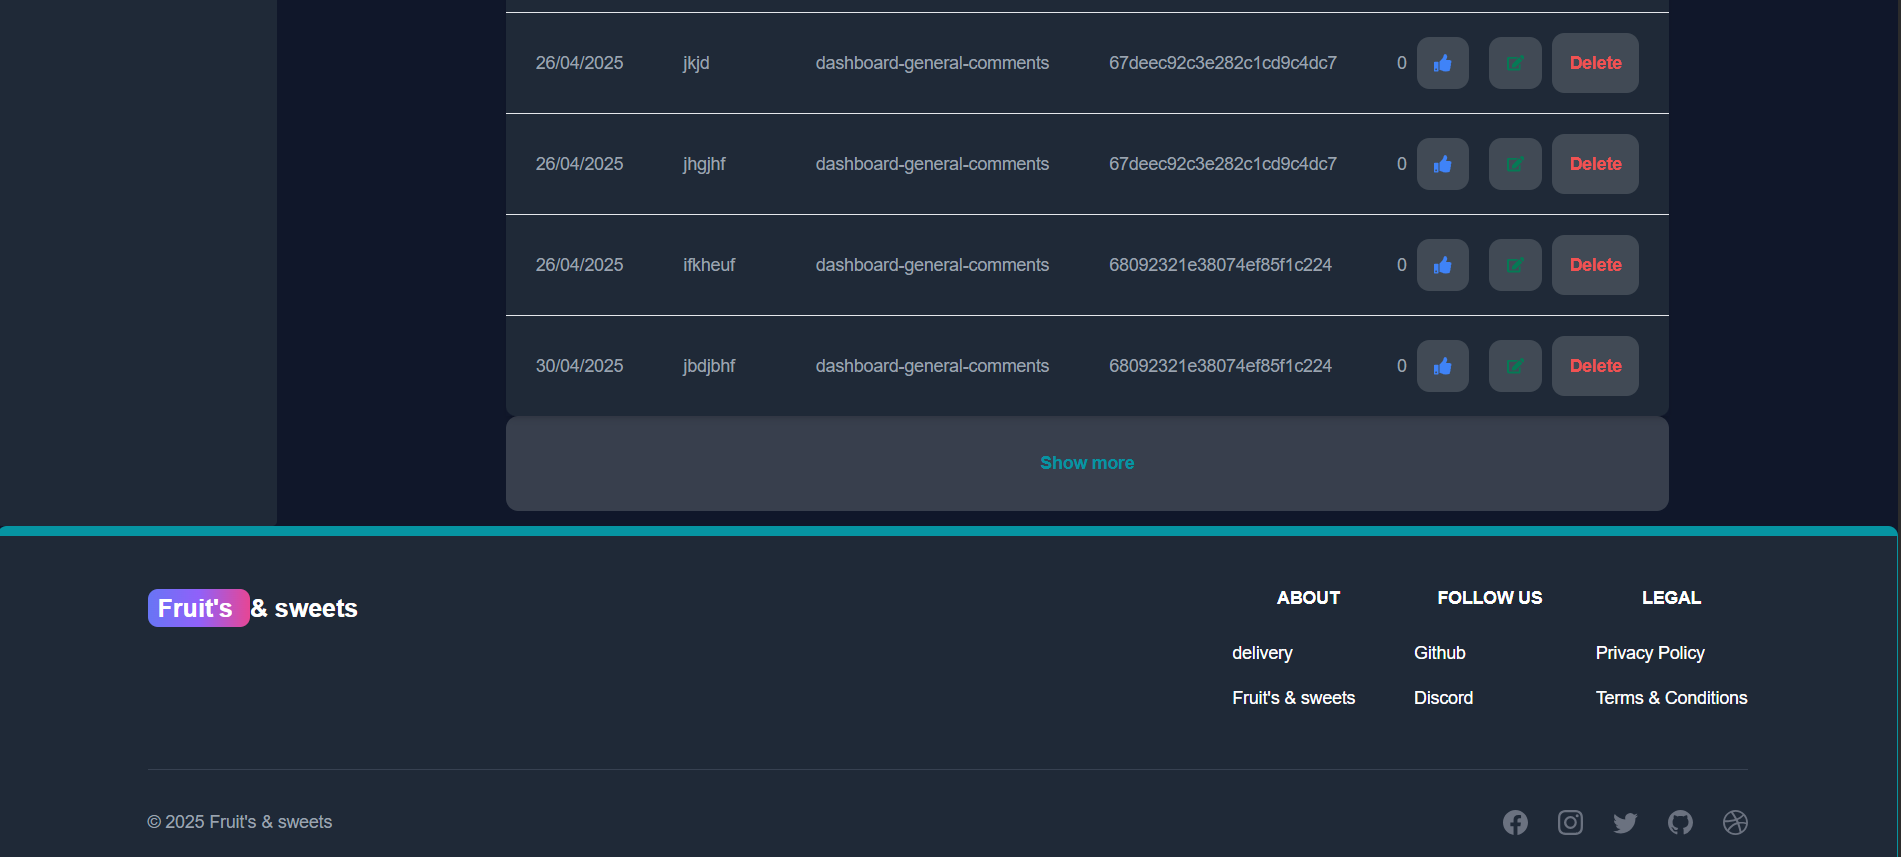 26/04/2025 jkjd dashboard-general-comments 67deec92c3e282c1cd9c4dc7 0 Delete
26/04/2025 jhgjhf dashboard-general-comments 67deec92c3e282c1cd9c4dc7 0 Delete
26/04/2025 ifkheuf dashboard-general-comments 68092321e38074ef85f1c224 0 Delete
30/04/2025 jbdjbhf dashboard-general-comments 68092321e38074ef85f1c224 0 Delete
Show more
Fruit's & sweets
ABOUT FOLLOW US LEGAL
delivery Github Privacy Policy
Fruit's & sweets Discord Terms & Conditions
© 2025 Fruit's & sweets